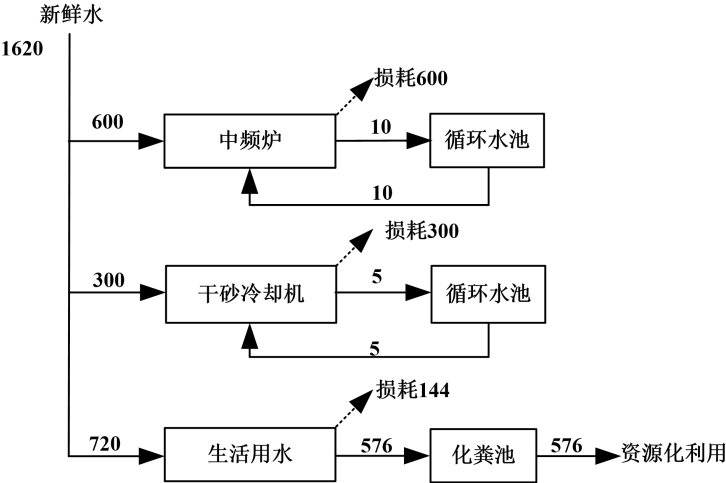 新鲜水
1620
损耗600
600
中频炉
10
循环水池
10
损耗300
300
干砂冷却机
5
循环水池
5
损耗144
720
生活用水
576
化粪池
576
资源化利用